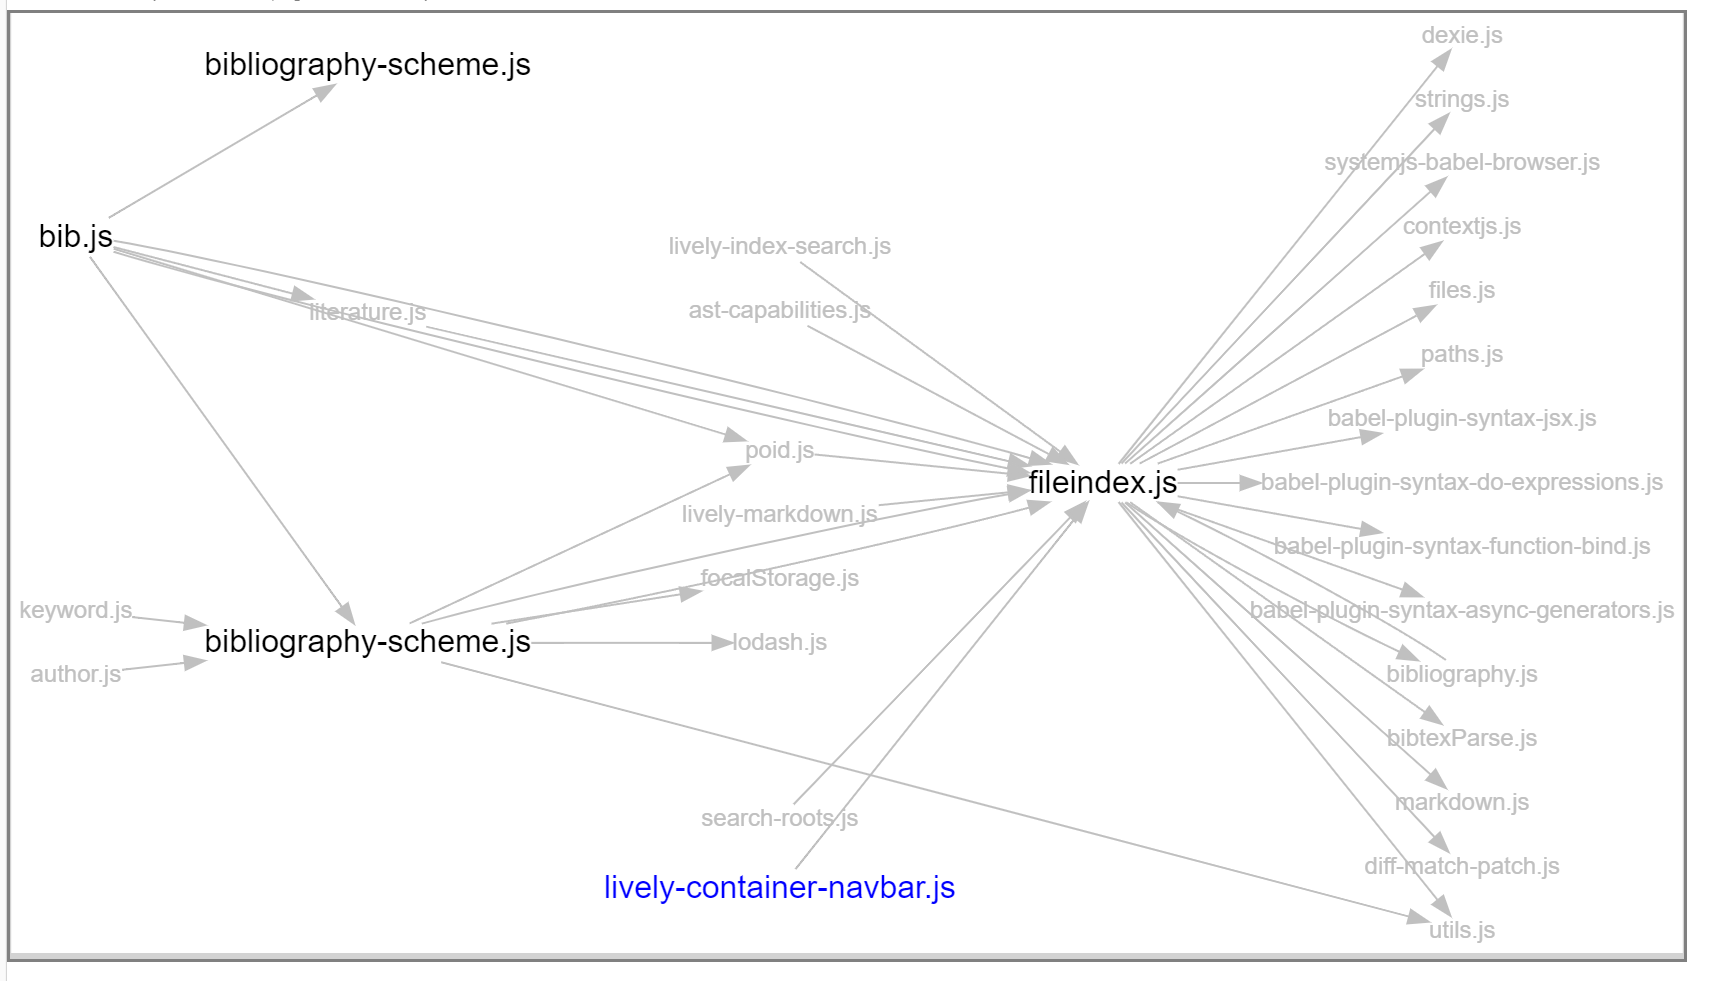 bibliography-scheme.js
bib.js
literature.js
keyword.js
author.js
bibliography-scheme.js
lively-index-search.js
ast-capabilities.js
poid.js
lively-markdown.js
focalStorage.js
lodash.js
search-roots.js
lively-container-navbar.js
fileindex.js
dexie.js
strings.js
systemjs-babel-browser.js
contextjs.js
files.js
paths.js
babel-plugin-syntax-jsx.js
babel-plugin-syntax-do-expressions.js
babel-plugin-syntax-function-bind.js
babel-plugin-syntax-async-generators.js
bibliography.js
bibtexParse.js
markdown.js
diff-match-patch.js
utils.js